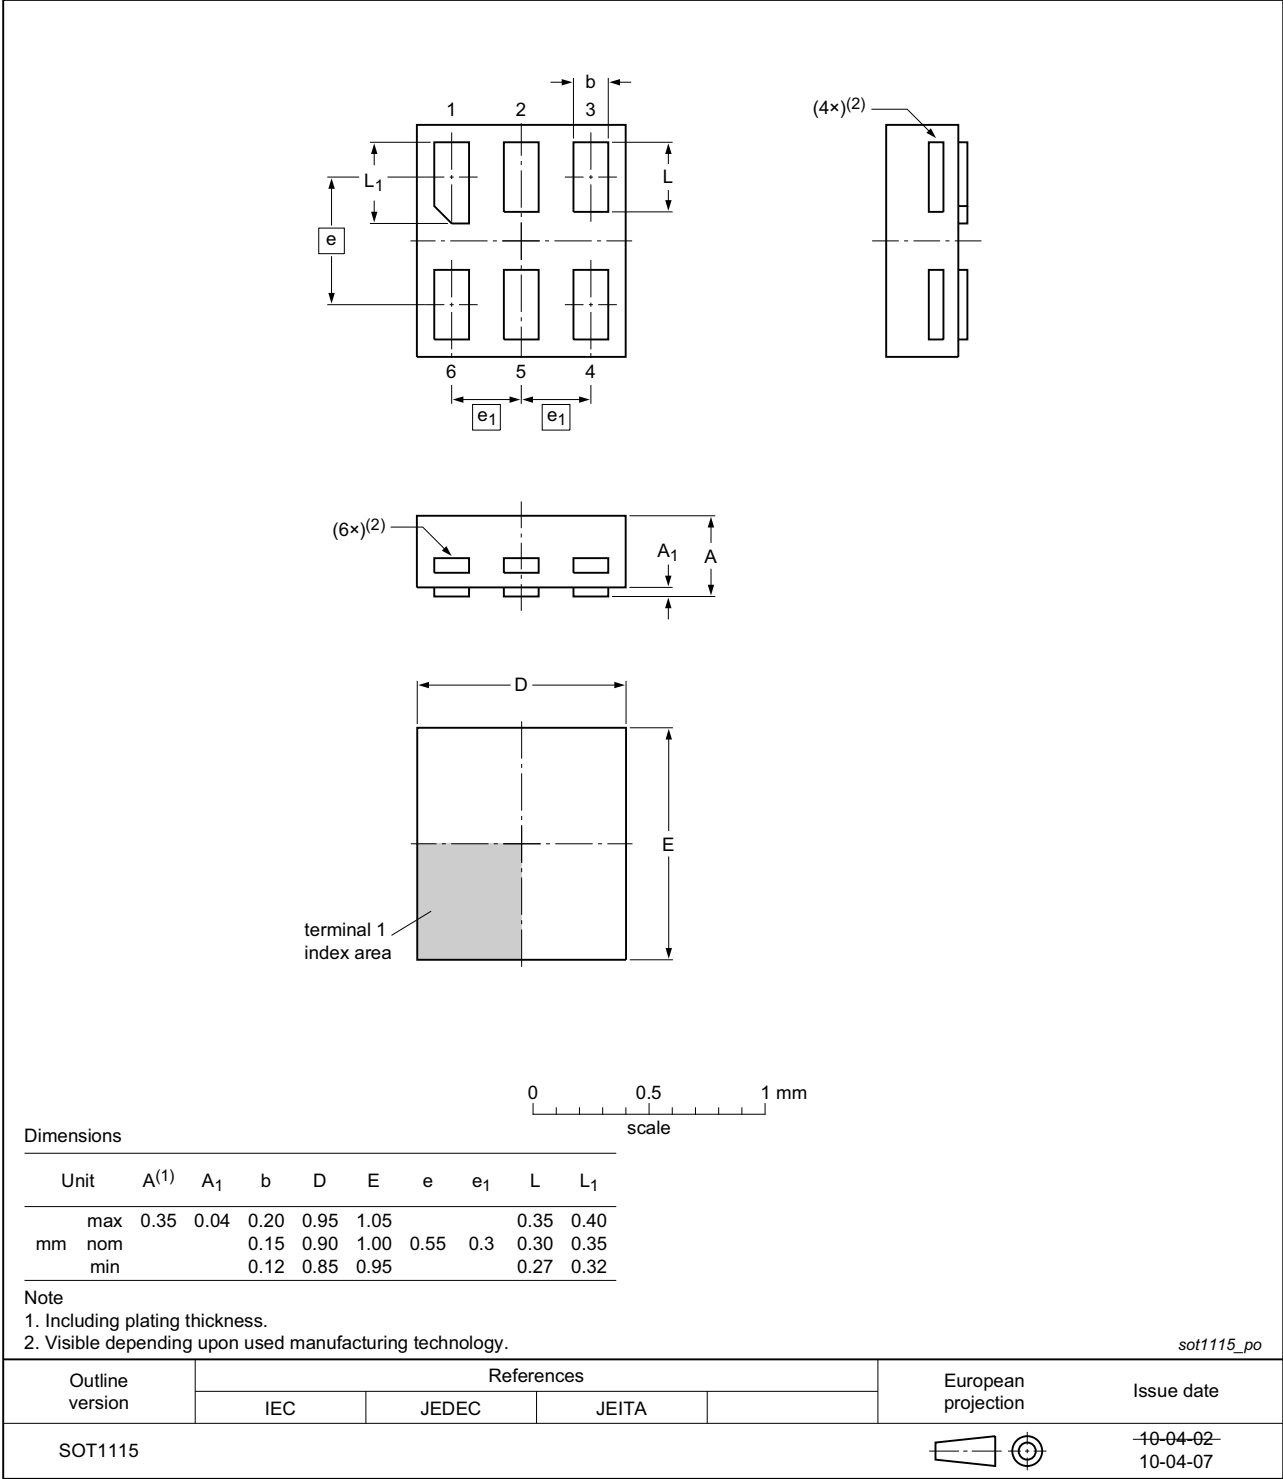 b
1 2 3
(4×)(2)
L1
L
e
6 5 4
e1 e1
(6×)(2)
A1
A
D
E
terminal 1
index area
0 0.5 1 mm
scale
Dimensions
Unit A(1) A1 b D E e e1 L L1
max 0.35 0.04 0.20 0.95 1.05 0.35 0.40
mm nom 0.15 0.90 1.00 0.55 0.3 0.30 0.35
min 0.12 0.85 0.95 0.27 0.32
Note
1. Including plating thickness.
2. Visible depending upon used manufacturing technology.
sot1115_po
Outline
version
References
IEC JEDEC JEITA
European
projection
Issue date
SOT1115
10-04-02
10-04-07